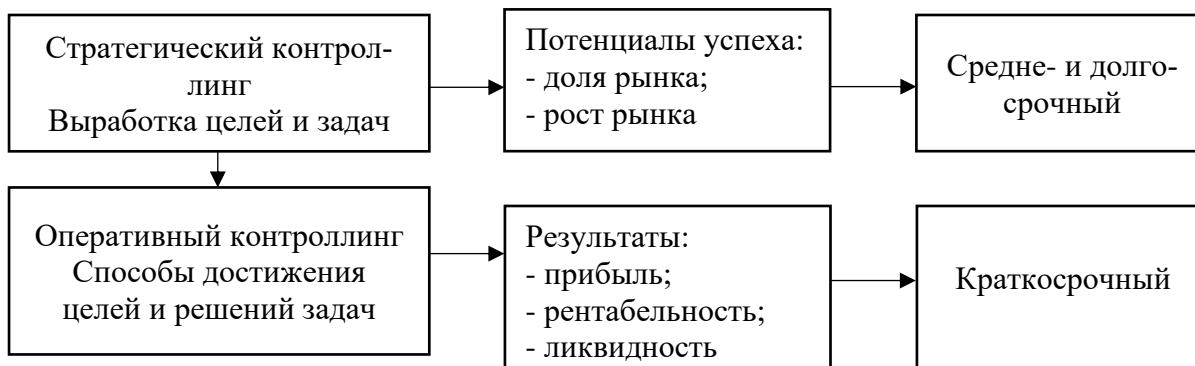 Стратегический контрол-
линг
Выработка целей и задач
Потенциалы успеха:
- доля рынка;
- рост рынка
Средне- и долго-
срочный
Оперативный контроллинг
Способы достижения
целей и решений задач
Результаты:
- прибыль;
- рентабельность;
- ликвидность
Краткосрочный